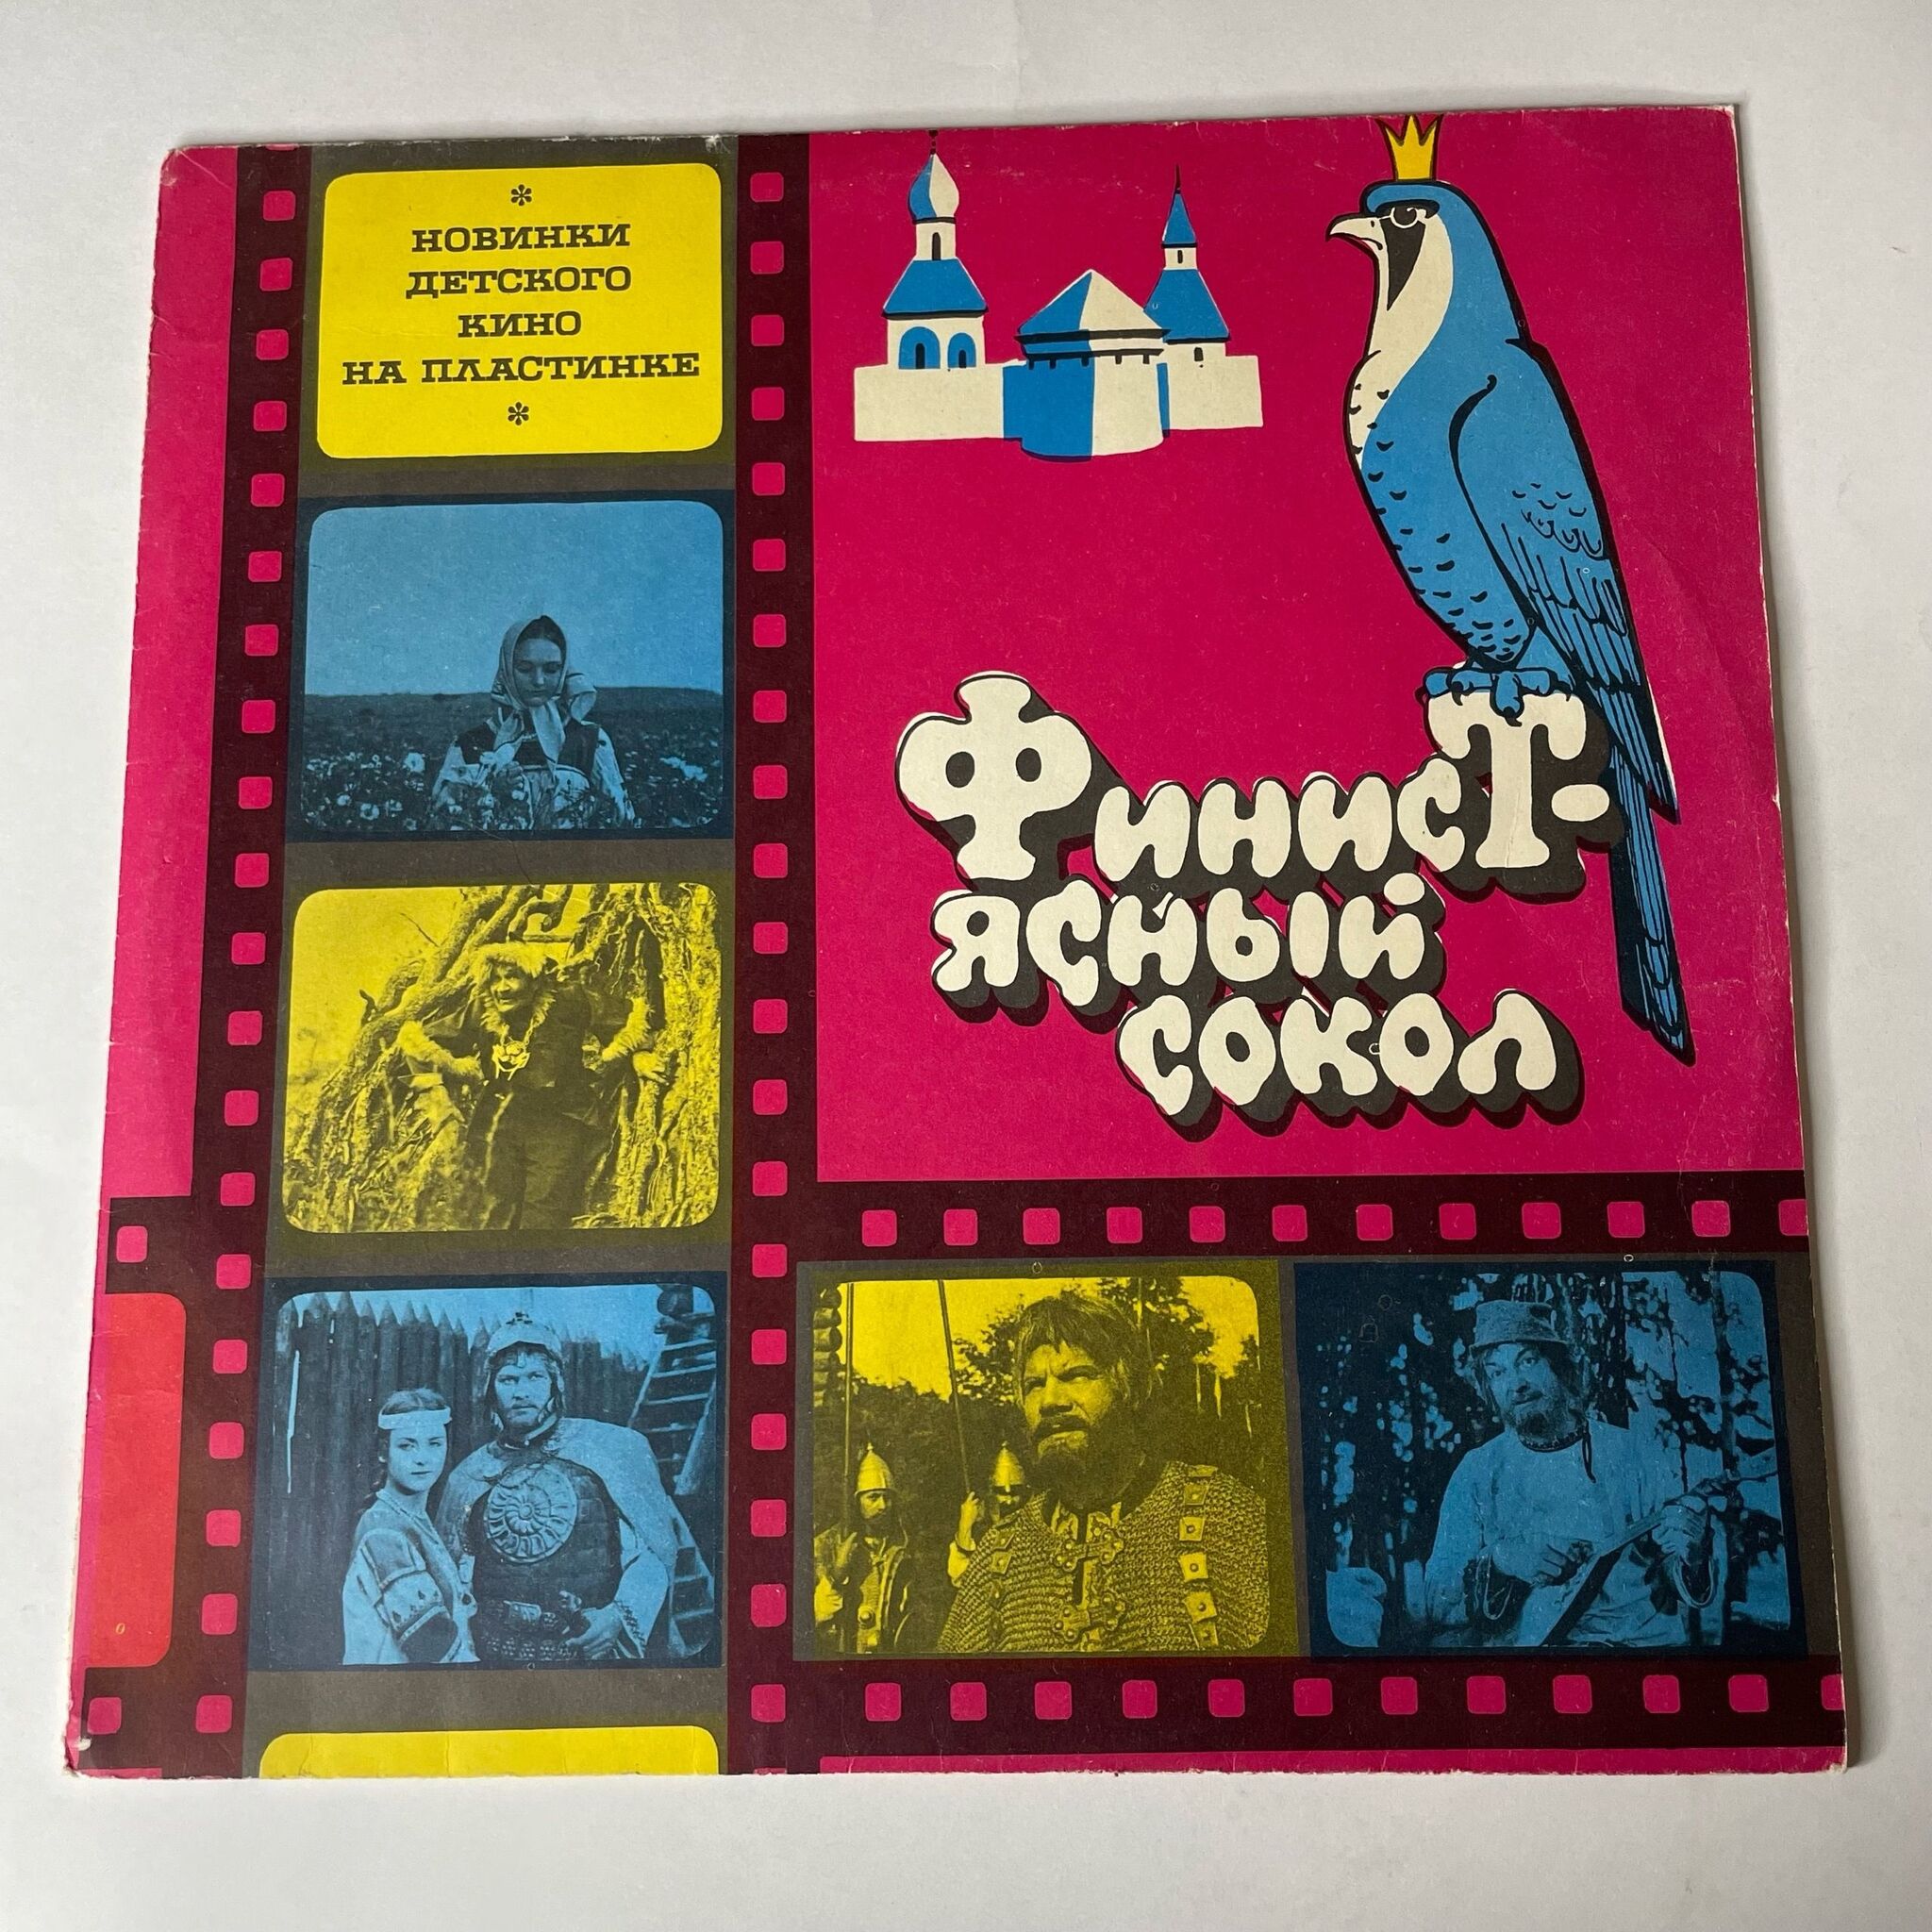 НОВИНКИ
ДЕТСКОГО
КИНО
НА ПЛАСТИНКЕ
Финист-
ясный
сокол